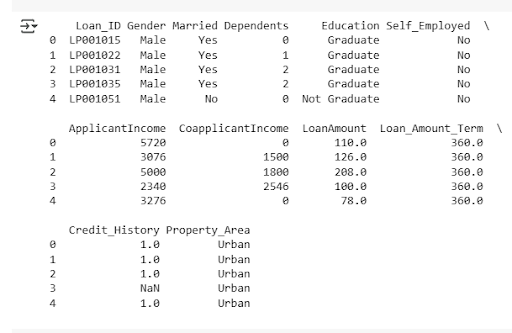 Loan_ID Gender Married Dependents Education Self_Employed \
0 LP001015 Male Yes 0 Graduate No
1 LP001022 Male Yes 1 Graduate No
2 LP001031 Male Yes 2 Graduate No
3 LP001035 Male Yes 2 Graduate No
4 LP001051 Male No 0 Not Graduate No
ApplicantIncome CoapplicantIncome LoanAmount Loan_Amount_Term \
0 5720 0 110.0 360.0
1 3076 1500 126.0 360.0
2 5000 1800 208.0 360.0
3 2340 2546 100.0 360.0
4 3276 0 78.0 360.0
Credit_History Property_Area
0 1.0 Urban
1 1.0 Urban
2 1.0 Urban
3 NaN Urban
4 1.0 Urban